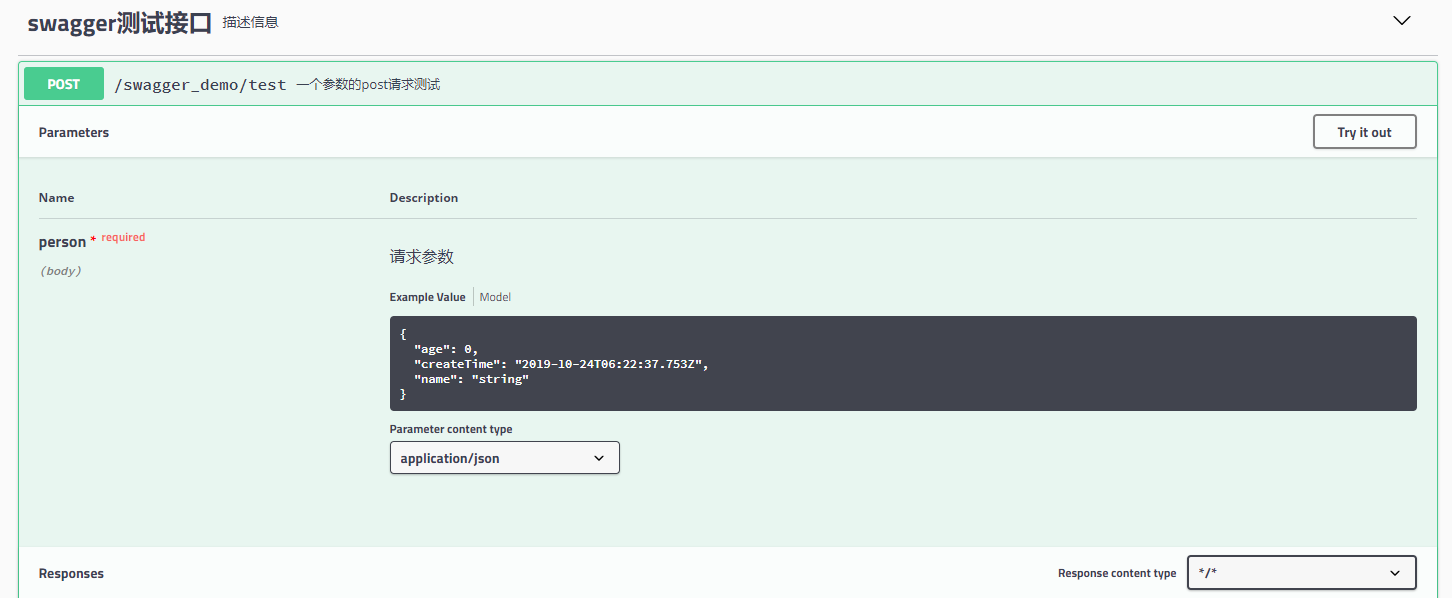 swagger测试接口 描述信息
POST /swagger_demo/test 一个参数的post请求测试
Parameters Try it out
Name Description
person * required
(body)
请求参数
Example Value Model
{
"age": 0,
"createTime": "2019-10-24T06:22:37.753Z",
"name": "string"
}
Parameter content type
application/json
Responses Response content type */*